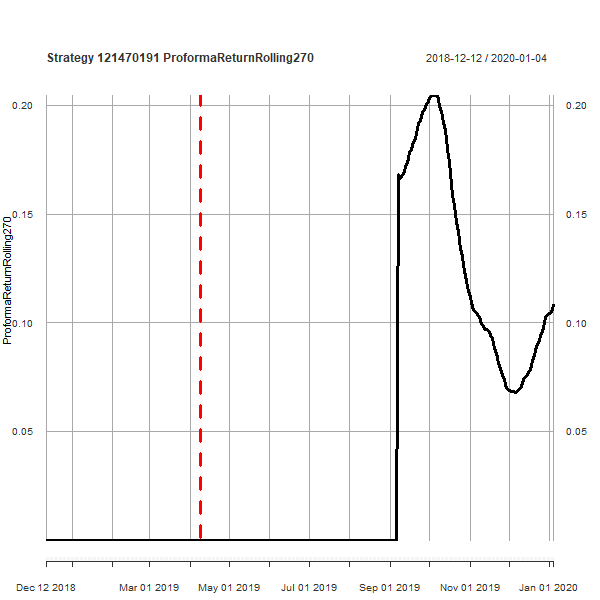 Strategy 121470191 ProformaReturnRolling270
2018-12-12 / 2020-01-04
0.20 0.20
0.15 0.15
ProformaReturnRolling270
0.10 0.10
0.05 0.05
Dec 12 2018 Mar 01 2019 May 01 2019 Jul 01 2019 Sep 01 2019 Nov 01 2019 Jan 01 2020